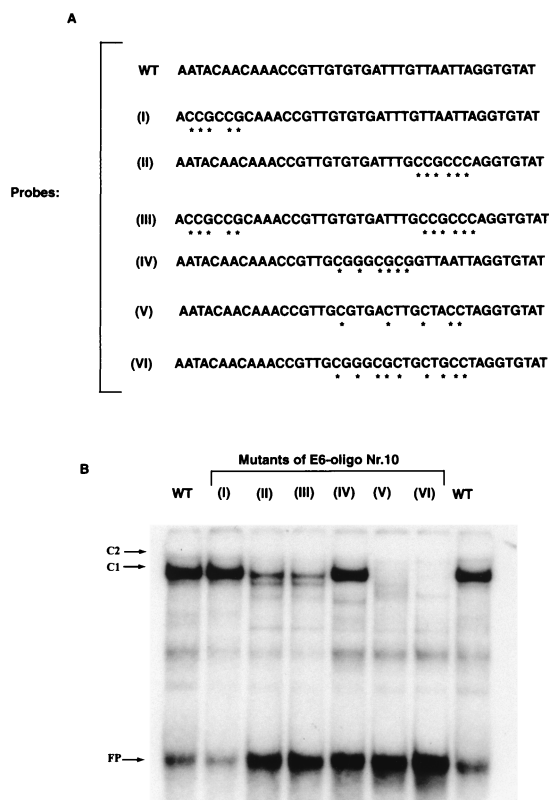 A
Probes:
WT AATACAACAAACCGTTGTGTGATTTGTTAATTAGGTGTAT
(I) ACCGCCGCAAACCGTTGTGTGATTTGTTAATTAGGTGTAT
*** **
(II) AATACAACAAACCGTTGTGTGATTTGCCGCCCAGGTGTAT
*** ***
(III) ACCGCCGCAAACCGTTGTGTGATTTGCCGCCCAGGTGTAT
*** ** *** ***
(IV) AATACAACAAACCGTTGCGGGCGCGGTTAATTAGGTGTAT
* * ****
(V) AATACAACAAACCGTTGCGTGACTTGCTACCTAGGTGTAT
* * * **
(VI) AATACAACAAACCGTTGCGGGCGCTGCTGCCTAGGTGTAT
* * *** * ***
B
Mutants of E6-oligo Nr.10
WT (I) (II) (III) (IV) (V) (VI) WT
C2
C1
FP